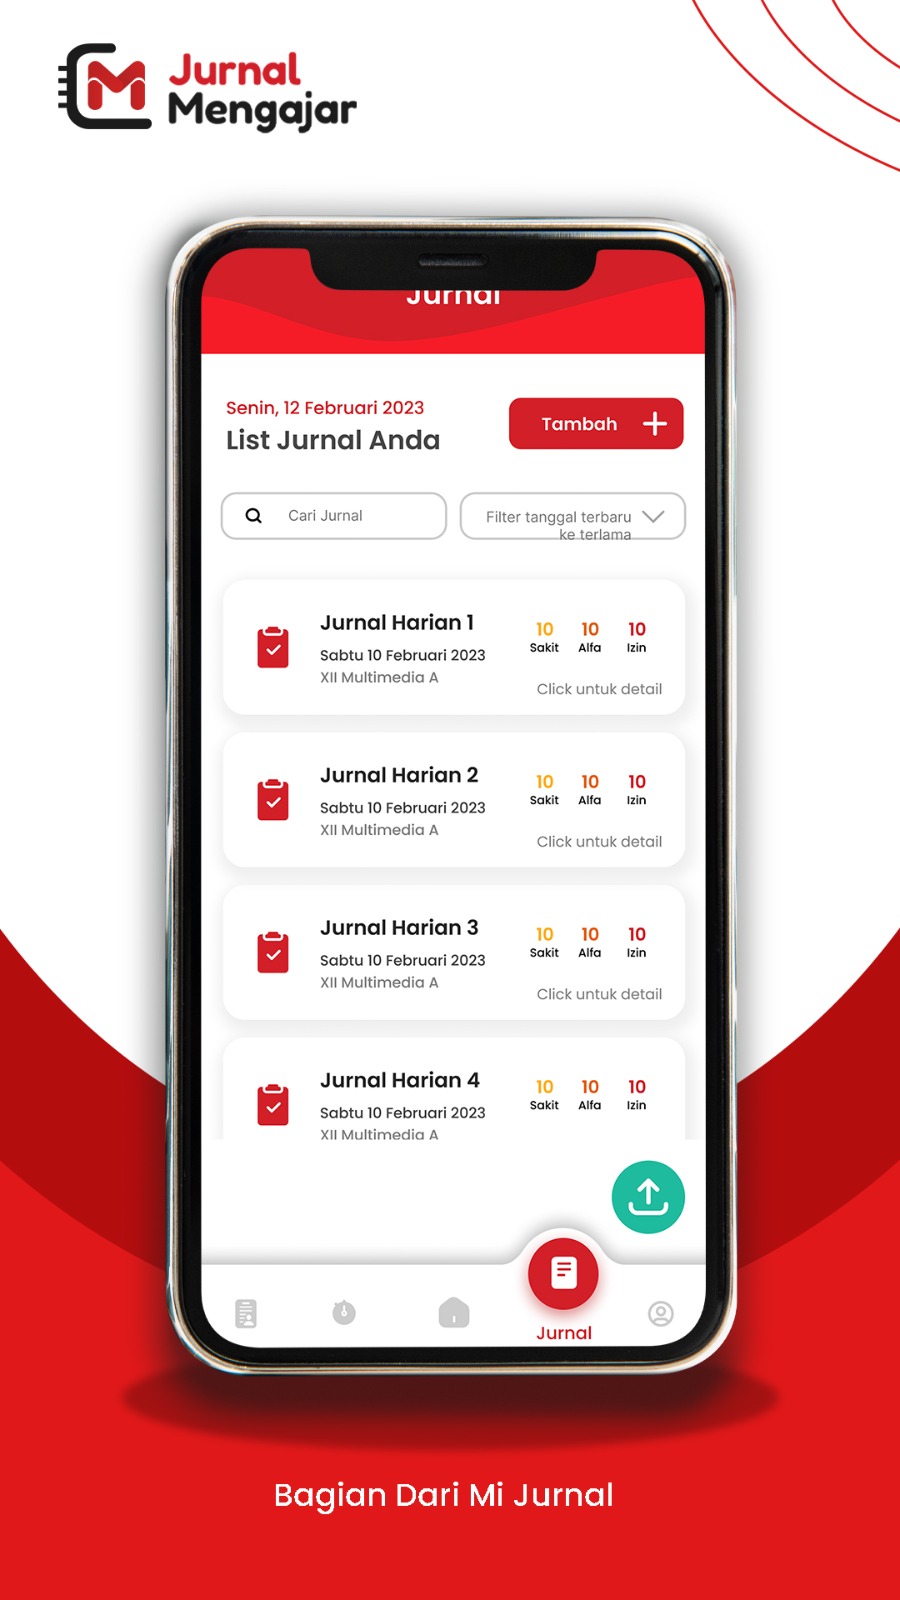 Jurnal
Mengajar
Jurnal
Senin, 12 Februari 2023
List Jurnal Anda
Tambah
Cari Jurnal
Filter tanggal terbaru
ke terlama
Jurnal Harian 1
Sabtu 10 Februari 2023
XII Multimedia A
10 10 10
Sakit Alfa Izin
Click untuk detail
Jurnal Harian 2
Sabtu 10 Februari 2023
XII Multimedia A
10 10 10
Sakit Alfa Izin
Click untuk detail
Jurnal Harian 3
Sabtu 10 Februari 2023
XII Multimedia A
10 10 10
Sakit Alfa Izin
Click untuk detail
Jurnal Harian 4
Sabtu 10 Februari 2023
XII Multimedia A
10 10 10
Sakit Alfa Izin
Jurnal
Bagian Dari Mi Jurnal